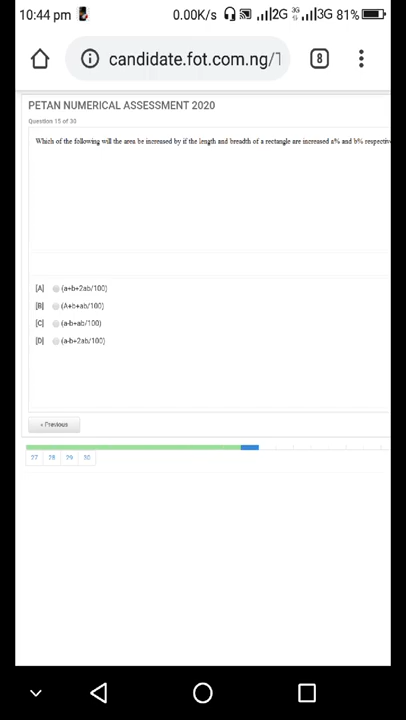 10:44 pm 0.00K/s 2G 3G 3G 81%
candidate.fot.com.ng/ 8
PETAN NUMERICAL ASSESSMENT 2020
Question 15 of 30
Which of the following will the area be increased by if the length and breadth of a rectangle are increased a% and b% respective
[A] (a+b+2ab/100)
[B] (A+b+ab/100)
[C] (a-b+ab/100)
[D] (a-b+2ab/100)
« Previous
27 28 29 30